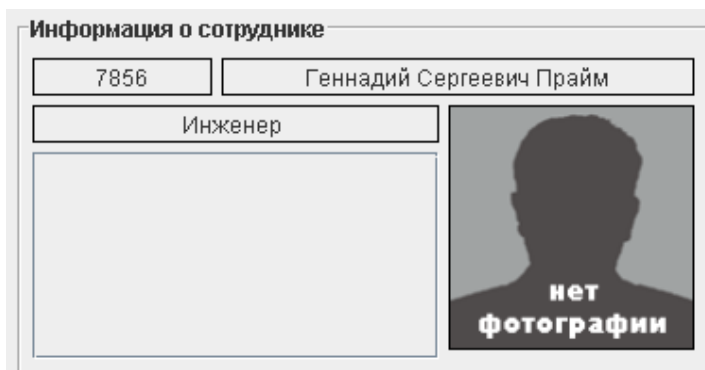 Информация о сотруднике
7856
Геннадий Сергеевич Прайм
Инженер
нет
фотографии